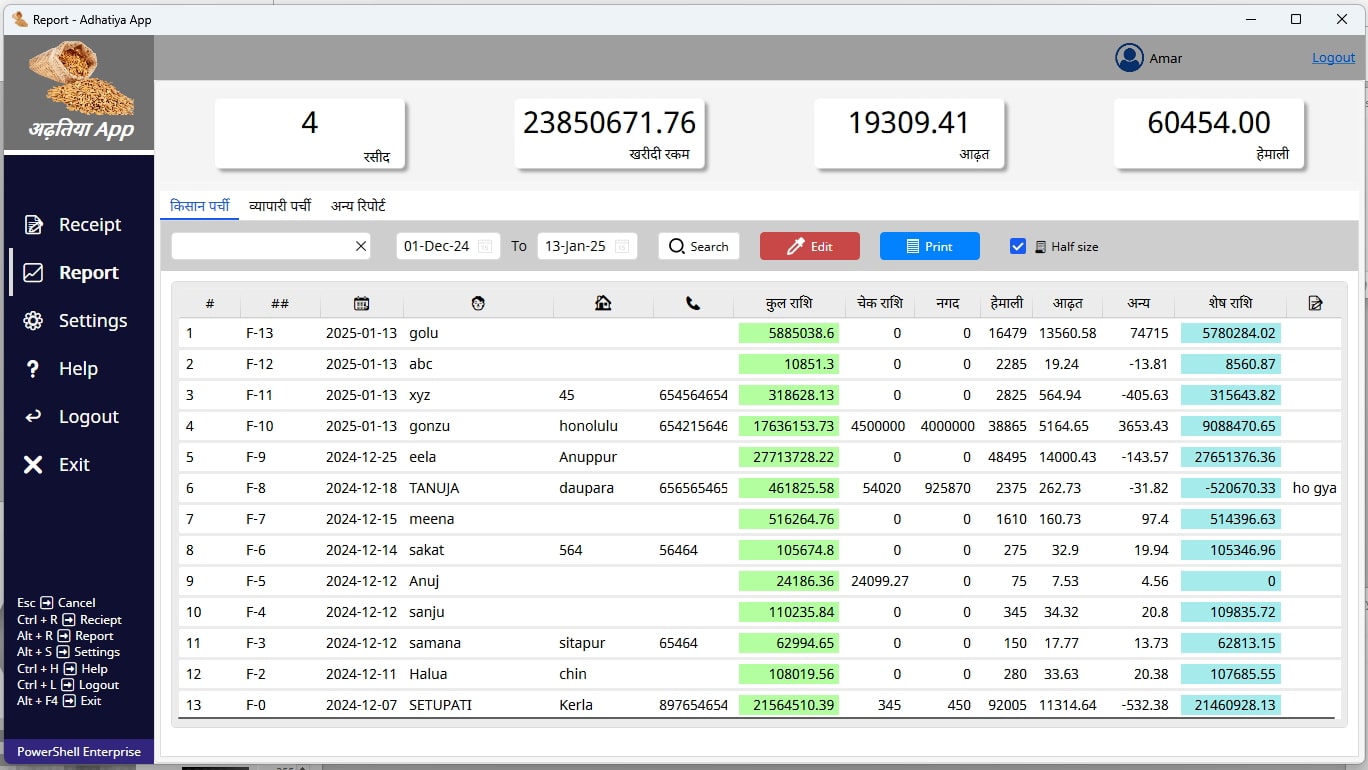 Report - Adhatiya App
अढ़तिया App
Amar
Logout
4
रसीद
23850671.76
खरीदी रकम
19309.41
आढ़त
60454.00
हेमाली
Receipt
Report
Settings
Help
Logout
Exit
किसान पर्ची व्यापारी पर्ची अन्य रिपोर्ट
01-Dec-24 To 13-Jan-25 Search Edit Print Half size
# ## कुल राशि चेक राशि नगद हेमाली आढ़त अन्य शेष राशि
1 F-13 2025-01-13 golu 5885038.6 0 0 16479 13560.58 74715 5780284.02
2 F-12 2025-01-13 abc 10851.3 0 0 2285 19.24 -13.81 8560.87
3 F-11 2025-01-13 xyz 45 654564654 318628.13 0 0 2825 564.94 -405.63 315643.82
4 F-10 2025-01-13 gonzu honolulu 654215646 17636153.73 4500000 4000000 38865 5164.65 3653.43 9088470.65
5 F-9 2024-12-25 eela Anuppur 27713728.22 0 0 48495 14000.43 -143.57 27651376.36
6 F-8 2024-12-18 TANUJA daupara 656565465 461825.58 54020 925870 2375 262.73 -31.82 -520670.33 ho gya
7 F-7 2024-12-15 meena 516264.76 0 0 1610 160.73 97.4 514396.63
8 F-6 2024-12-14 sakat 564 56464 105674.8 0 0 275 32.9 19.94 105346.96
9 F-5 2024-12-12 Anuj 24186.36 24099.27 0 75 7.53 4.56 0
10 F-4 2024-12-12 sanju 110235.84 0 0 345 34.32 20.8 109835.72
11 F-3 2024-12-12 samana sitapur 65464 62994.65 0 0 150 17.77 13.73 62813.15
12 F-2 2024-12-11 Halua chin 108019.56 0 0 280 33.63 20.38 107685.55
13 F-0 2024-12-07 SETUPATI Kerla 897654654 21564510.39 345 450 92005 11314.64 -532.38 21460928.13
Esc Cancel
Ctrl + R Reciept
Alt + R Report
Alt + S Settings
Ctrl + H Help
Ctrl + L Logout
Alt + F4 Exit
PowerShell Enterprise